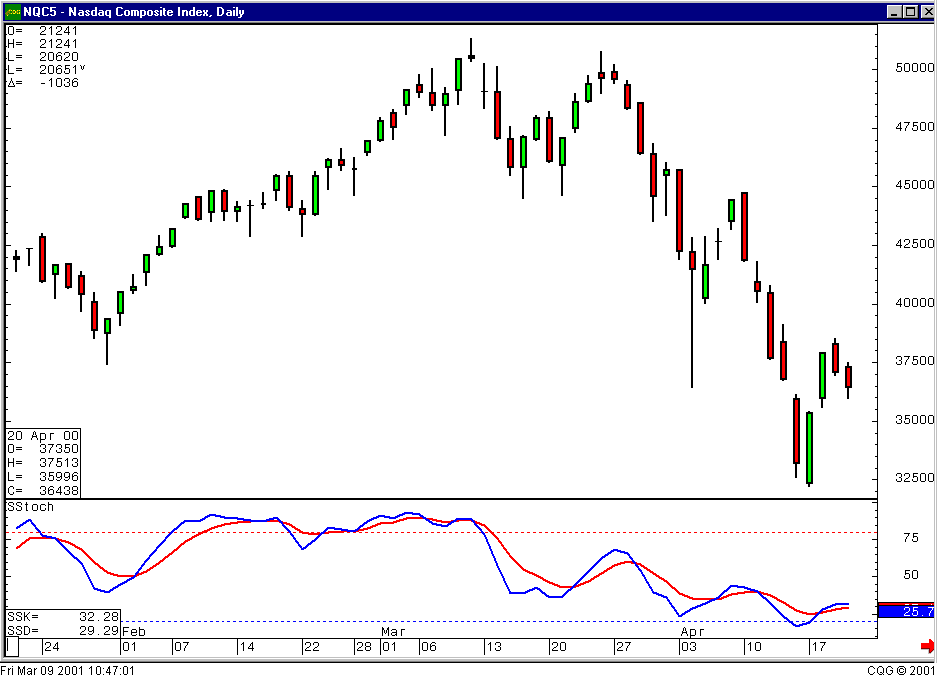 NQC5 - Nasdaq Composite Index, Daily
O= 21241
H= 21241
L= 20620
L= 20651v
Δ= -1036
50000
47500
45000
42500
40000
37500
35000
32500
20 Apr 00
O= 37350
H= 37513
L= 35996
C= 36438
SStoch
75
50
25.7
SSK= 32.28
SSD= 29.29
Feb Mar Apr
24 01 07 14 22 28 01 06 13 20 27 03 10 17
Fri Mar 09 2001 10:47:01
CQG © 2001